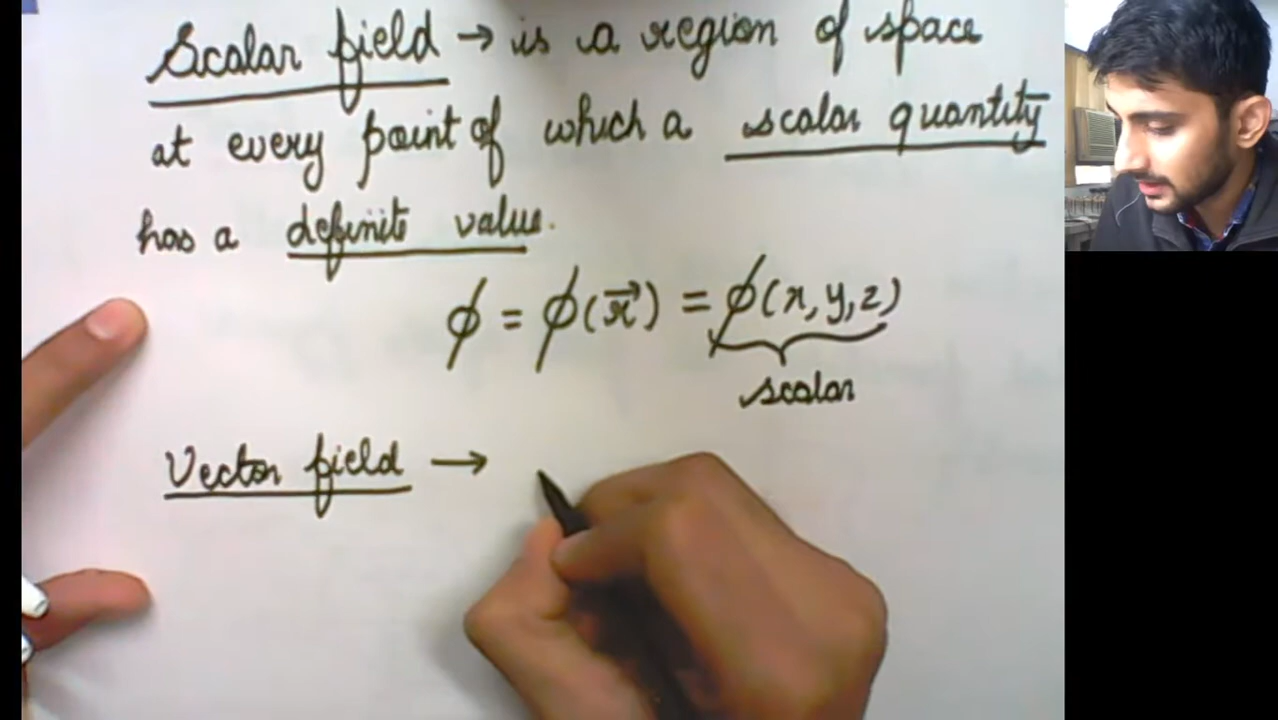 Scalar field → is a region of space
at every point of which a scalar quantity
has a definite value.
ϕ = ϕ(r⃗) = ϕ(x, y, z)
scalar
Vector field →